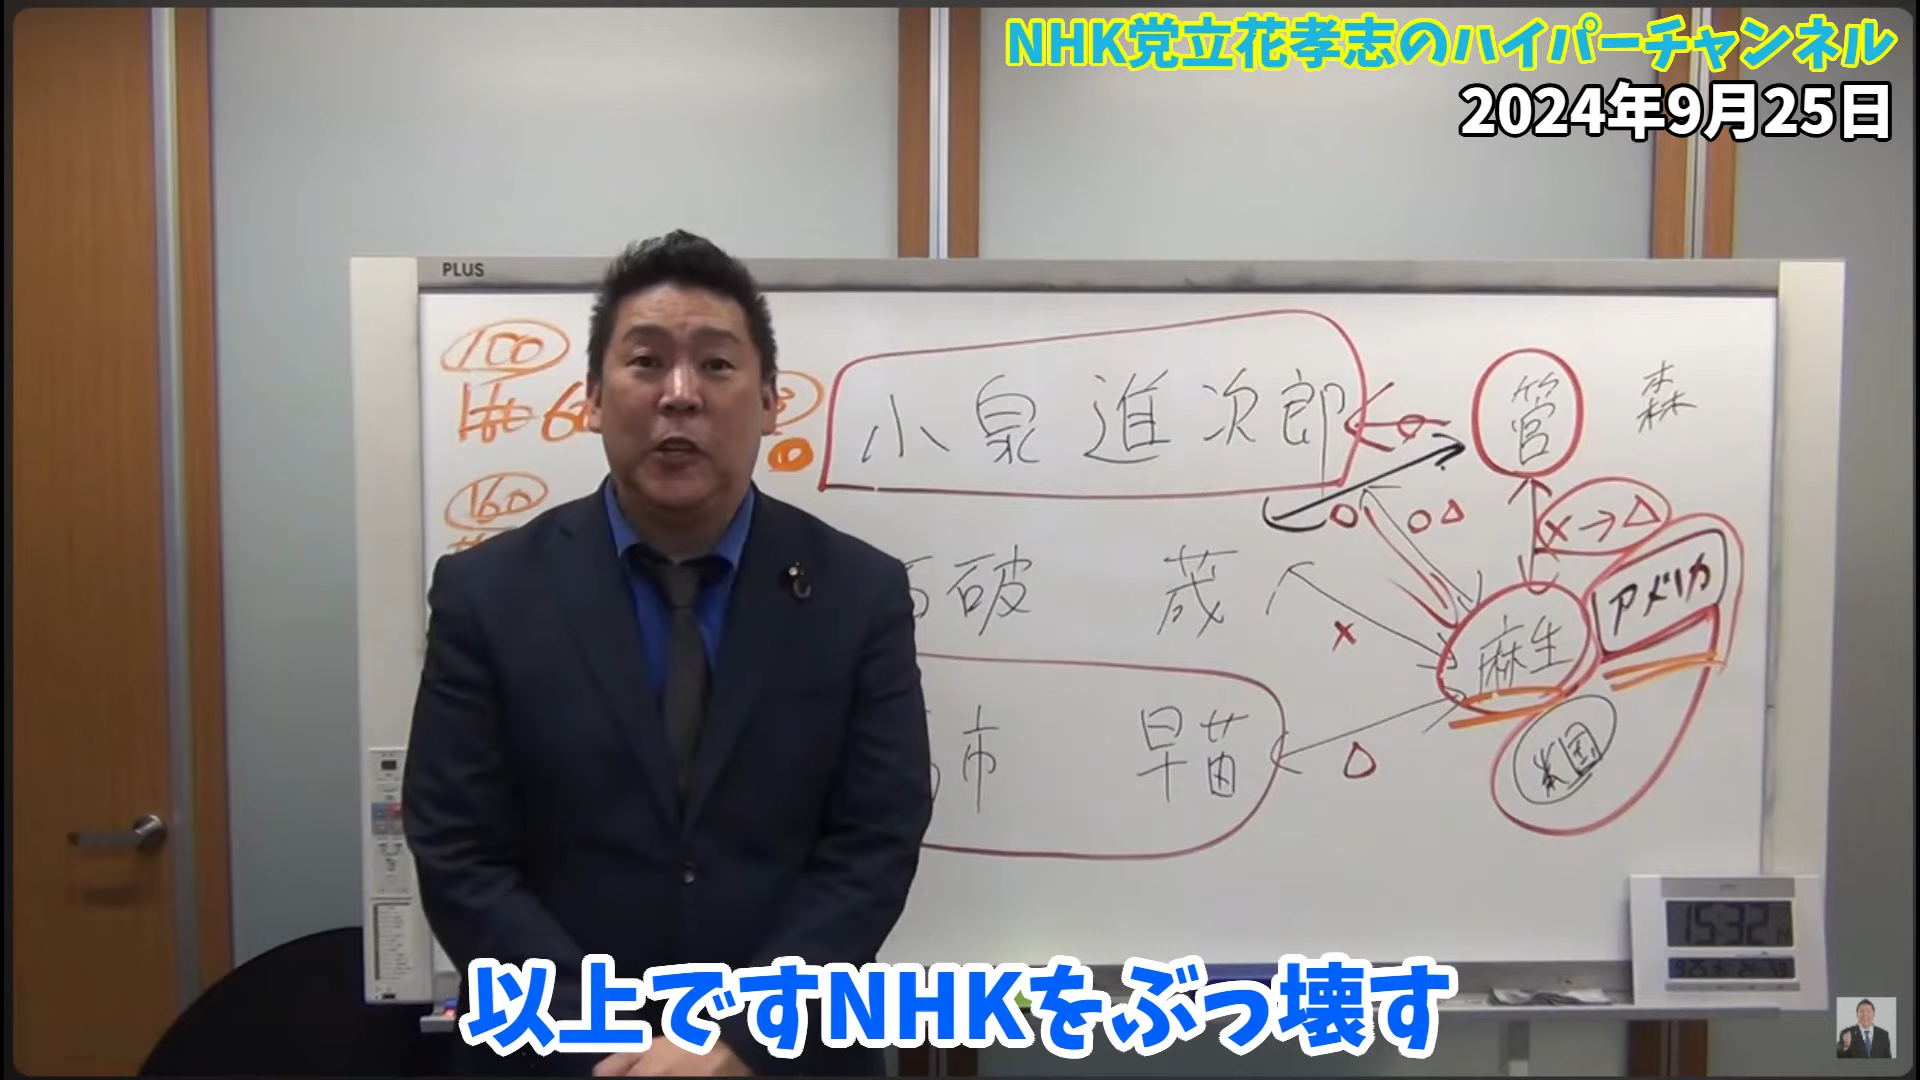 NHK党立花孝志のハイパーチャンネル
2024年9月25日
PLUS
100
小泉進次郎
菅
森
160
○ ○△
×→△
破 茂
アメリカ
×
麻生
市 早苗
△
米国
15:32
以上ですNHKをぶっ壊す